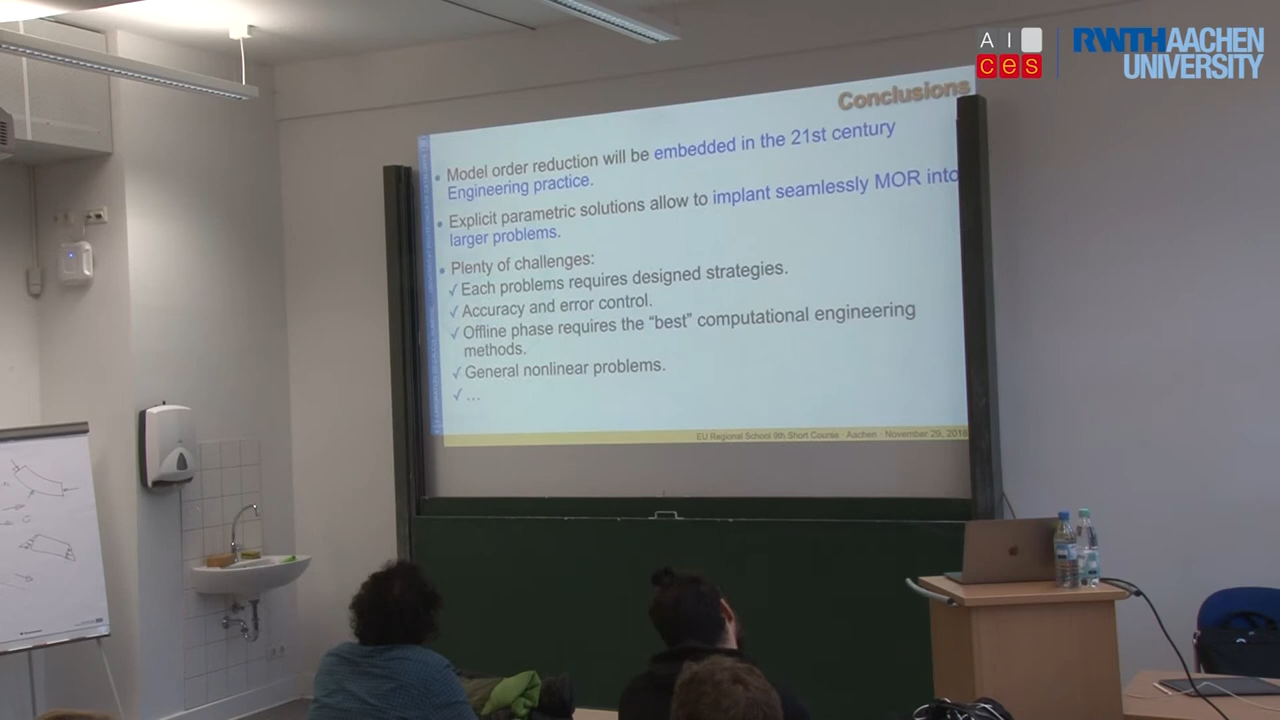 AI
ces
RWTHAACHEN
UNIVERSITY
Conclusions
• Model order reduction will be embedded in the 21st century
Engineering practice.
• Explicit parametric solutions allow to implant seamlessly MOR into
larger problems.
• Plenty of challenges:
✓ Each problems requires designed strategies.
✓ Accuracy and error control.
✓ Offline phase requires the “best” computational engineering
methods.
✓ General nonlinear problems.
✓ ...
EU Regional School 9th Short Course · Aachen · November 29, 2018